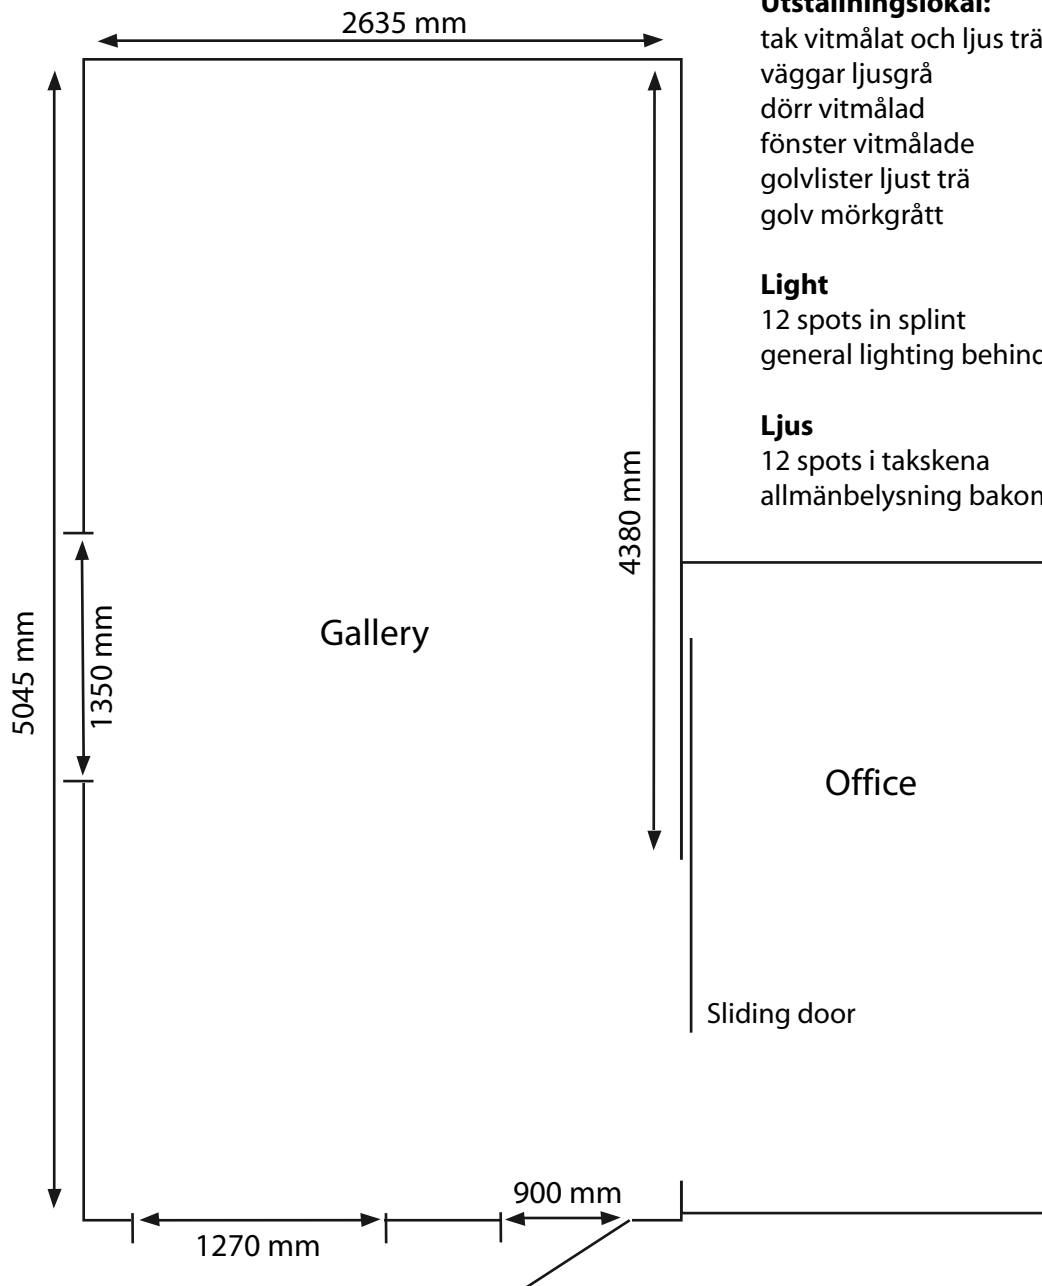 2635 mm
Utställningslokal:
tak vitmålat och ljus trä
väggar ljusgrå
dörr vitmålad
fönster vitmålade
golvlister ljust trä
golv mörkgrått
Light
12 spots in splint
general lighting behind
Ljus
12 spots i takskena
allmänbelysning bakom
4380 mm
5045 mm
1350 mm
Gallery
Office
Sliding door
900 mm
1270 mm